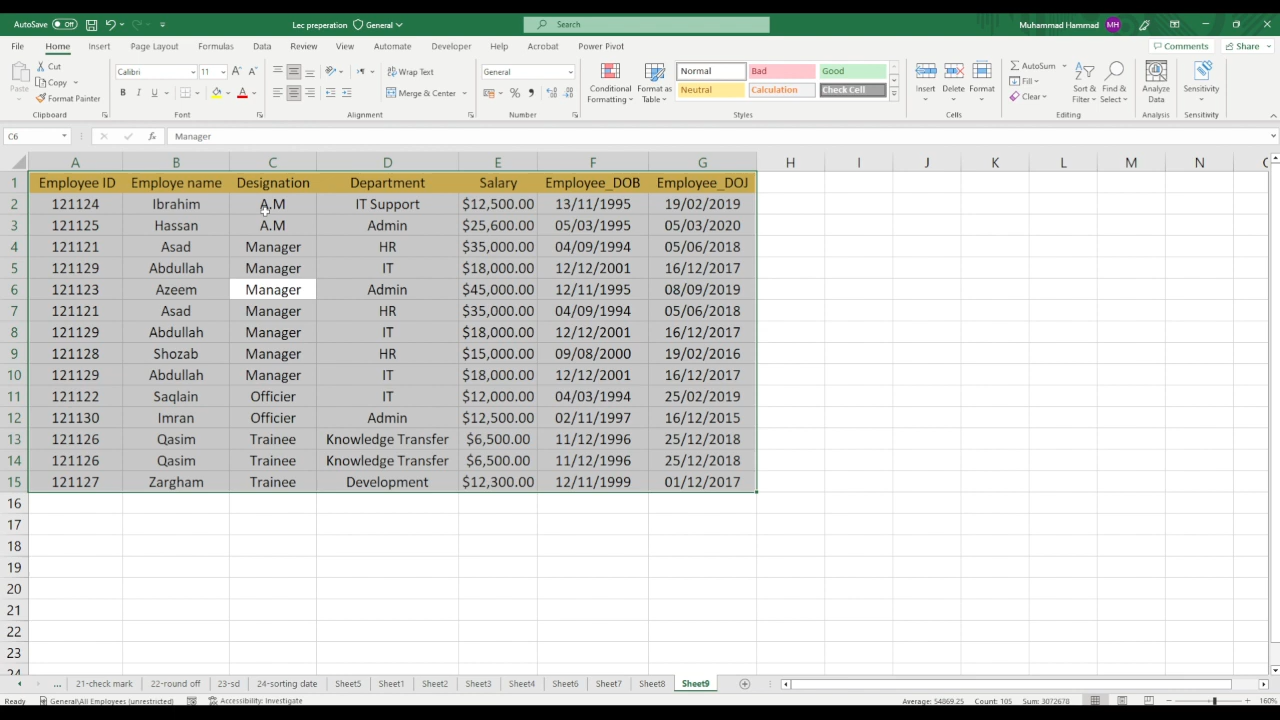 AutoSave Off Lec preperation General Search Muhammad Hammad MH
File Home Insert Page Layout Formulas Data Review View Automate Developer Help Acrobat Power Pivot Comments Share
Paste Cut Copy Format Painter Clipboard
Calibri 11 B I U A Font
Wrap Text Merge & Center Alignment
General % Number
Conditional Formatting Format as Table
Normal Bad Good
Neutral Calculation Check Cell
Styles
Insert Delete Format Cells
AutoSum Fill Clear Sort & Filter Find & Select Editing
Analyze Data Analysis
Sensitivity Sensitivity
C6 fx Manager
A B C D E F G H I J K L M N
1 Employee ID Employe name Designation Department Salary Employee_DOB Employee_DOJ
2 121124 Ibrahim A.M IT Support $12,500.00 13/11/1995 19/02/2019
3 121125 Hassan A.M Admin $25,600.00 05/03/1995 05/03/2020
4 121121 Asad Manager HR $35,000.00 04/09/1994 05/06/2018
5 121129 Abdullah Manager IT $18,000.00 12/12/2001 16/12/2017
6 121123 Azeem Manager Admin $45,000.00 12/11/1995 08/09/2019
7 121121 Asad Manager HR $35,000.00 04/09/1994 05/06/2018
8 121129 Abdullah Manager IT $18,000.00 12/12/2001 16/12/2017
9 121128 Shozab Manager HR $15,000.00 09/08/2000 19/02/2016
10 121129 Abdullah Manager IT $18,000.00 12/12/2001 16/12/2017
11 121122 Saqlain Officier IT $12,000.00 04/03/1994 25/02/2019
12 121130 Imran Officier Admin $12,500.00 02/11/1997 16/12/2015
13 121126 Qasim Trainee Knowledge Transfer $6,500.00 11/12/1996 25/12/2018
14 121126 Qasim Trainee Knowledge Transfer $6,500.00 11/12/1996 25/12/2018
15 121127 Zargham Trainee Development $12,300.00 12/11/1999 01/12/2017
16
17
18
19
20
21
22
23
24
... 21-check mark 22-round off 23-sd 24-sorting date Sheet5 Sheet1 Sheet2 Sheet3 Sheet4 Sheet6 Sheet7 Sheet8 Sheet9
Ready General\All Employees (unrestricted) Accessibility: Investigate Average: 54869.25 Count: 105 Sum: 3072678 160%